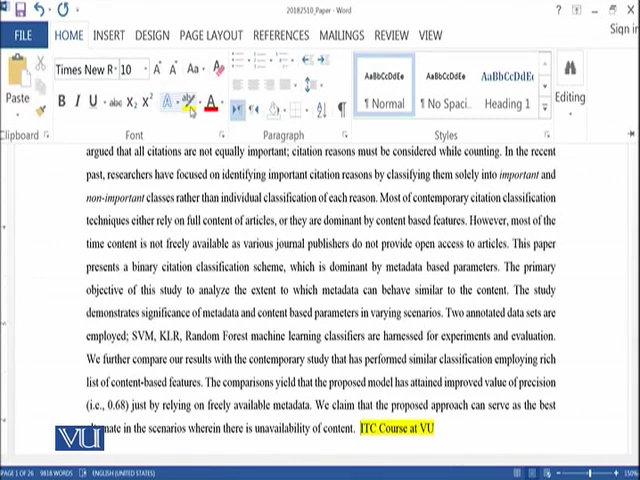 20182510_Paper - Word
Sign in
FILE HOME INSERT DESIGN PAGE LAYOUT REFERENCES MAILINGS REVIEW VIEW
Times New R 10 A A Aa
AaBbCcDdEe AaBbCcDdEe AaBbCcDdEe
Paste B I U abc X2 X2 A aby A ¶ Normal ¶ No Spaci... Heading 1 Editing
Clipboard Font Paragraph Styles
argued that all citations are not equally important; citation reasons must be considered while counting. In the recent
past, researchers have focused on identifying important citation reasons by classifying them solely into important and
non-important classes rather than individual classification of each reason. Most of contemporary citation classification
techniques either rely on full content of articles, or they are dominant by content based features. However, most of the
time content is not freely available as various journal publishers do not provide open access to articles. This paper
presents a binary citation classification scheme, which is dominant by metadata based parameters. The primary
objective of this study to analyze the extent to which metadata can behave similar to the content. The study
demonstrates significance of metadata and content based parameters in varying scenarios. Two annotated data sets are
employed; SVM, KLR, Random Forest machine learning classifiers are harnessed for experiments and evaluation.
We further compare our results with the contemporary study that has performed similar classification employing rich
list of content-based features. The comparisons yield that the proposed model has attained improved value of precision
(i.e., 0.68) just by relying on freely available metadata. We claim that the proposed approach can serve as the best
nate in the scenarios wherein there is unavailability of content. ITC Course at VU
VU
PAGE 1 OF 26 9818 WORDS ENGLISH (UNITED STATES) 150%